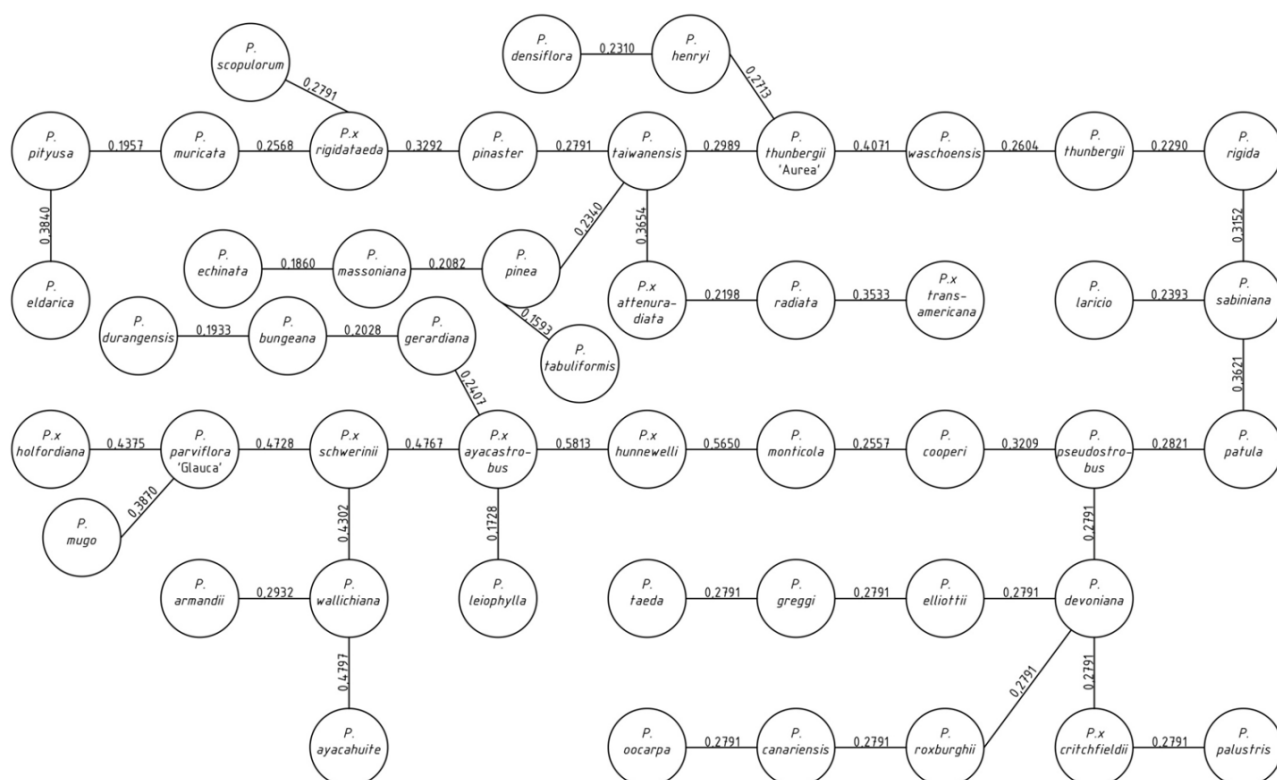 P.
scopulorum
P.
densiflora
0,2310
P.
henryi
0,2791
0,2713
P.
pityusa
0,1957
P.
muricata
0,2568
P.x
rigidataeda
0,3292
P.
pinaster
0,2791
P.
taiwanensis
0,2989
P.
thunbergii
'Aurea'
0,4071
P.
waschoensis
0,2604
P.
thunbergii
0,2290
P.
rigida
0,3840
0,2340
0,3654
0,3152
P.
eldarica
P.
echinata
0,1860
P.
massoniana
0,2082
P.
pinea
P.x
attenura-
diata
0,2198
P.
radiata
0,3533
P.x
trans-
americana
P.
laricio
0,2393
P.
sabiniana
P.
durangensis
0,1933
P.
bungeana
0,2028
P.
gerardiana
0,1593
P.
tabuliformis
0,2407
0,3621
P.x
holfordiana
0,4375
P.
parviflora
'Glauca'
0,4728
P.x
schwerinii
0,4767
P.x
ayacastro-
bus
0,5813
P.x
hunnewelli
0,5650
P.
monticola
0,2557
P.
cooperi
0,3209
P.
pseudostro-
bus
0,2821
P.
patula
0,3870
P.
mugo
0,4302
0,1728
0,2791
P.
armandii
0,2932
P.
wallichiana
P.
leiophylla
P.
taeda
0,2791
P.
greggi
0,2791
P.
elliottii
0,2791
P.
devoniana
0,4797
0,2791
0,2791
P.
ayacahuite
P.
oocarpa
0,2791
P.
canariensis
0,2791
P.
roxburghii
P.x
critchfieldii
0,2791
P.
palustris